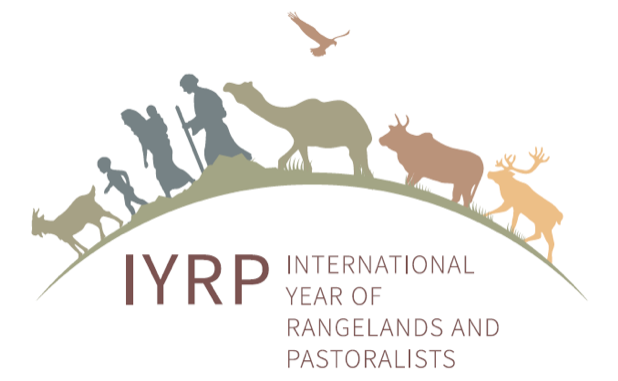 IYRP
INTERNATIONAL
YEAR OF
RANGELANDS AND
PASTORALISTS